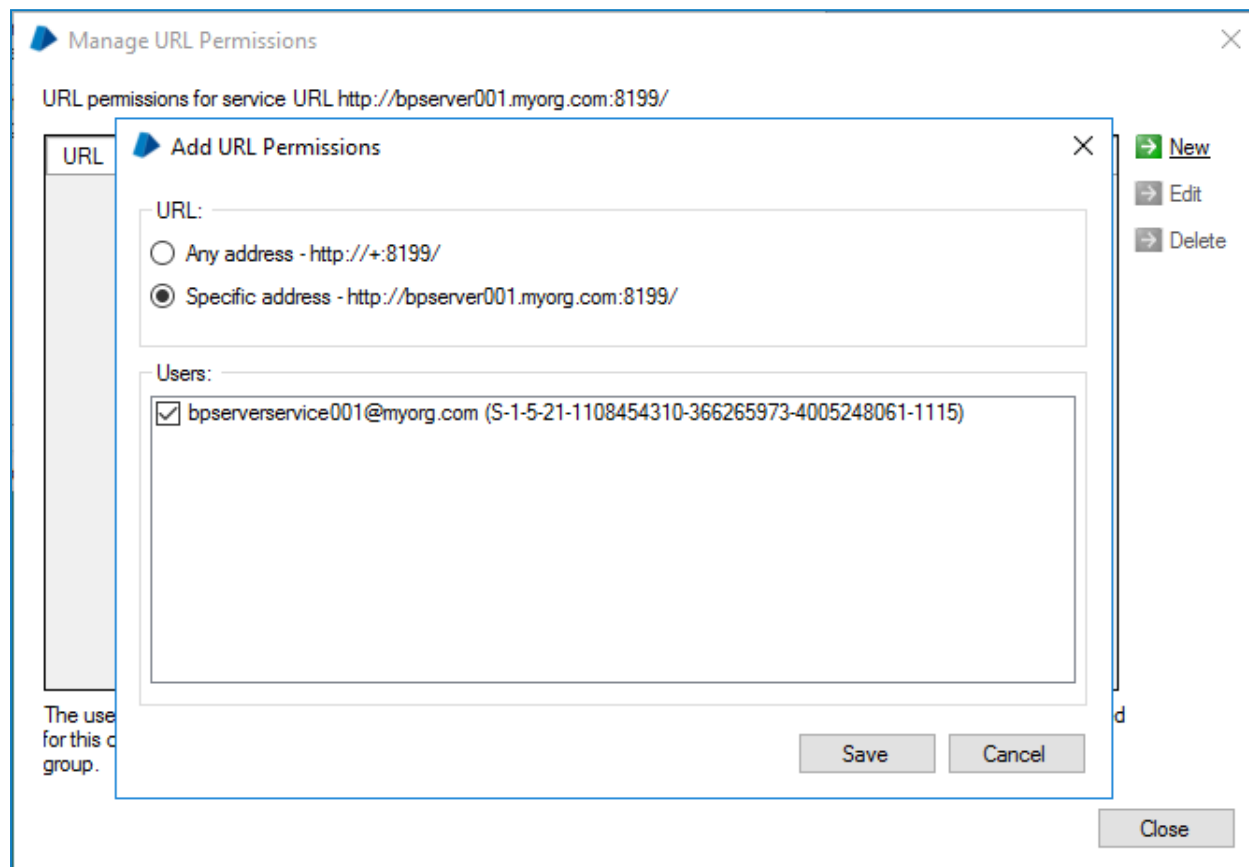 Manage URL Permissions
URL permissions for service URL http://bpserver001.myorg.com:8199/
URL
New
Edit
Delete
Add URL Permissions
URL:
Any address - http://+:8199/
Specific address - http://bpserver001.myorg.com:8199/
Users:
bpserverservice001@myorg.com (S-1-5-21-1108454310-366265973-4005248061-1115)
Save
Cancel
The use
for this
group.
Close